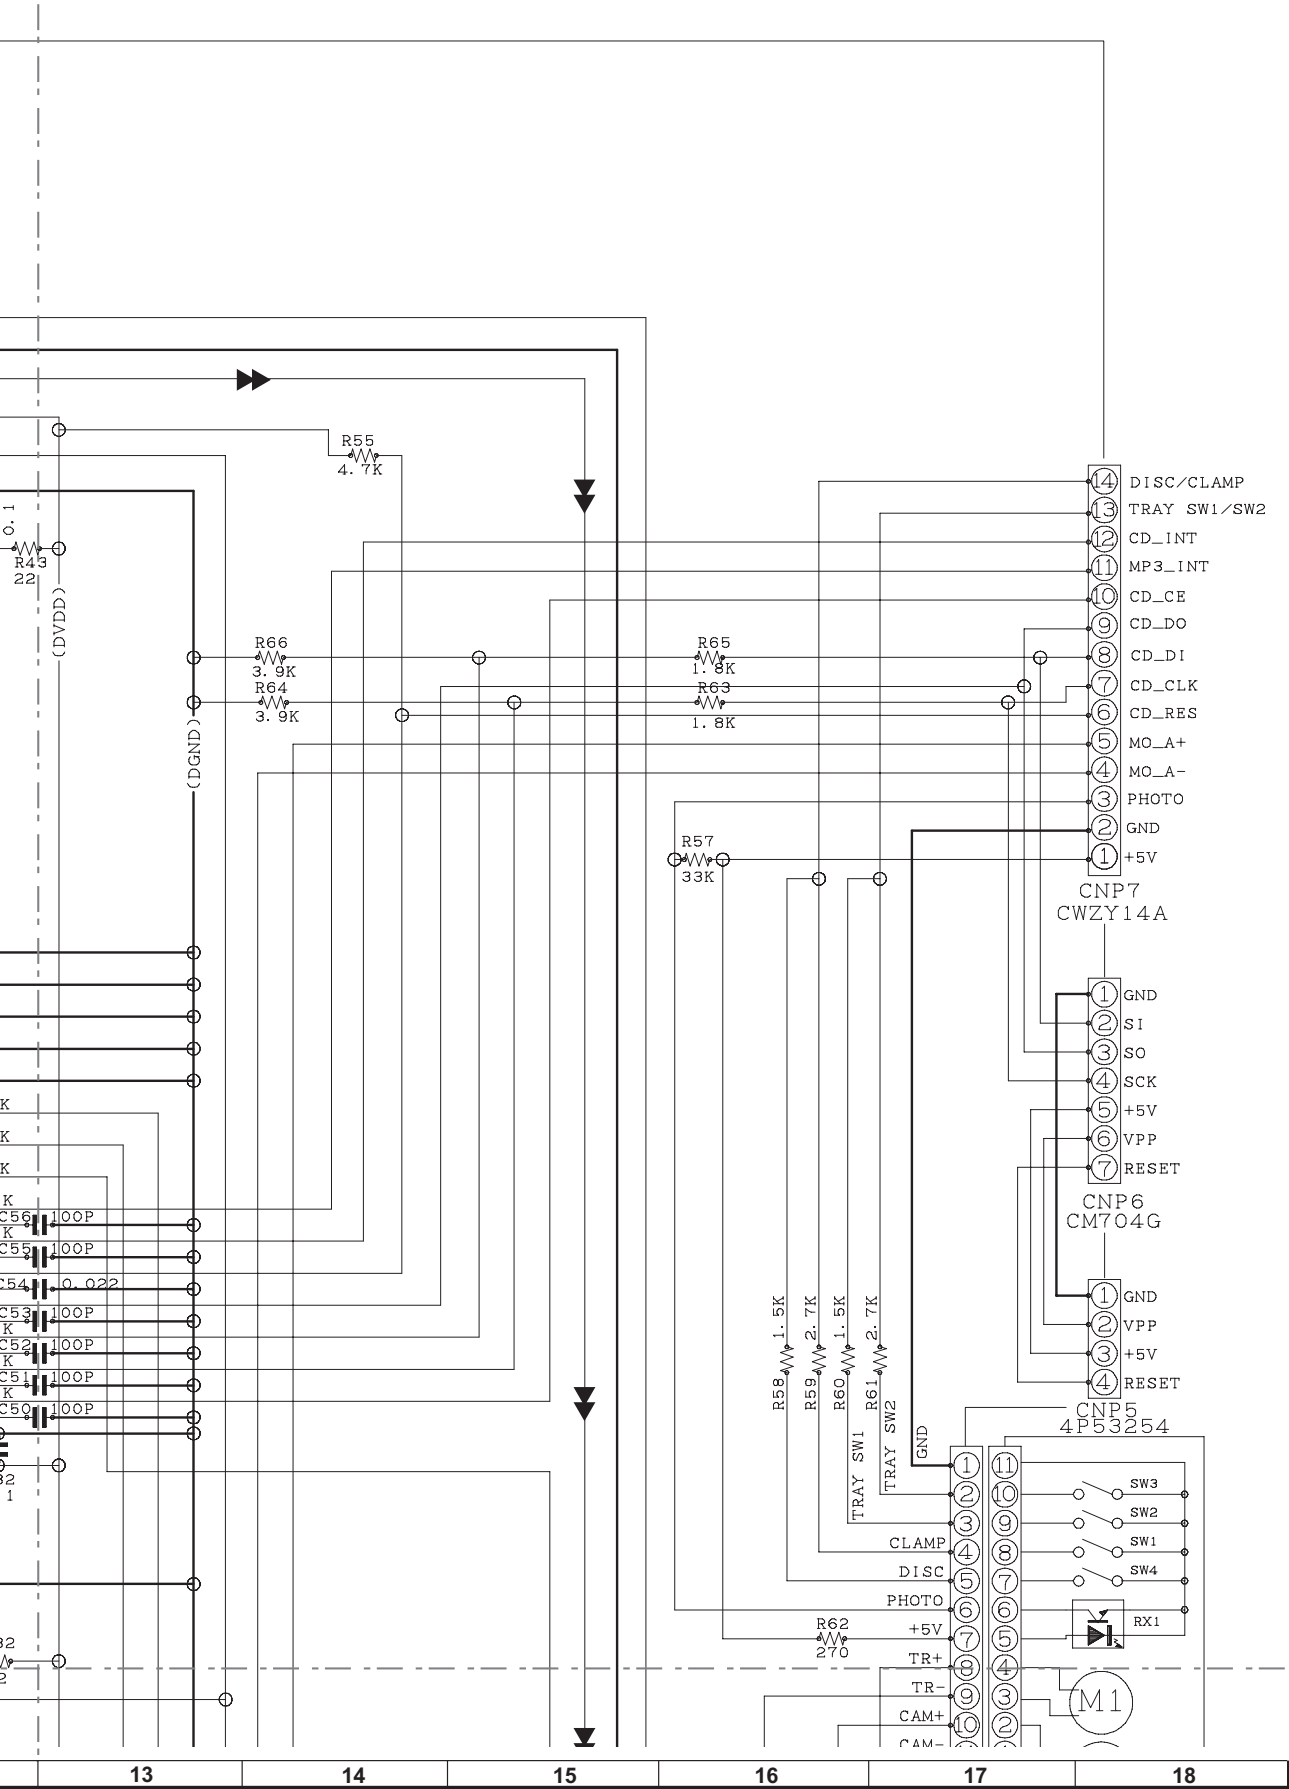 R55
4.7K
0.1
R43
22
(DVDD)
R66
3.9K
R64
3.9K
(DGND)
R65
1.8K
R63
1.8K
R57
33K
14 DISC/CLAMP
13 TRAY SW1/SW2
12 CD_INT
11 MP3_INT
10 CD_CE
9 CD_DO
8 CD_DI
7 CD_CLK
6 CD_RES
5 MO_A+
4 MO_A-
3 PHOTO
2 GND
1 +5V
CNP7
CWZY14A
1 GND
2 SI
3 SO
4 SCK
5 +5V
6 VPP
7 RESET
CNP6
CM704G
1 GND
2 VPP
3 +5V
4 RESET
CNP5
4P53254
K
K
K
K
C56 100P
K
C55 100P
C54 0.022
C53 100P
K
C52 100P
K
C51 100P
K
C50 100P
32
1
32
2
R58 1.5K
R59 2.7K
R60 1.5K
R61 2.7K
TRAY SW1
TRAY SW2
GND
1 11
2 10 SW3
3 9 SW2
CLAMP 4 8 SW1
DISC 5 7 SW4
PHOTO 6 6 RX1
R62
270
+5V 7 5
TR+ 8 4
TR- 9 3 M1
CAM+ 10 2
CAM-
13 14 15 16 17 18